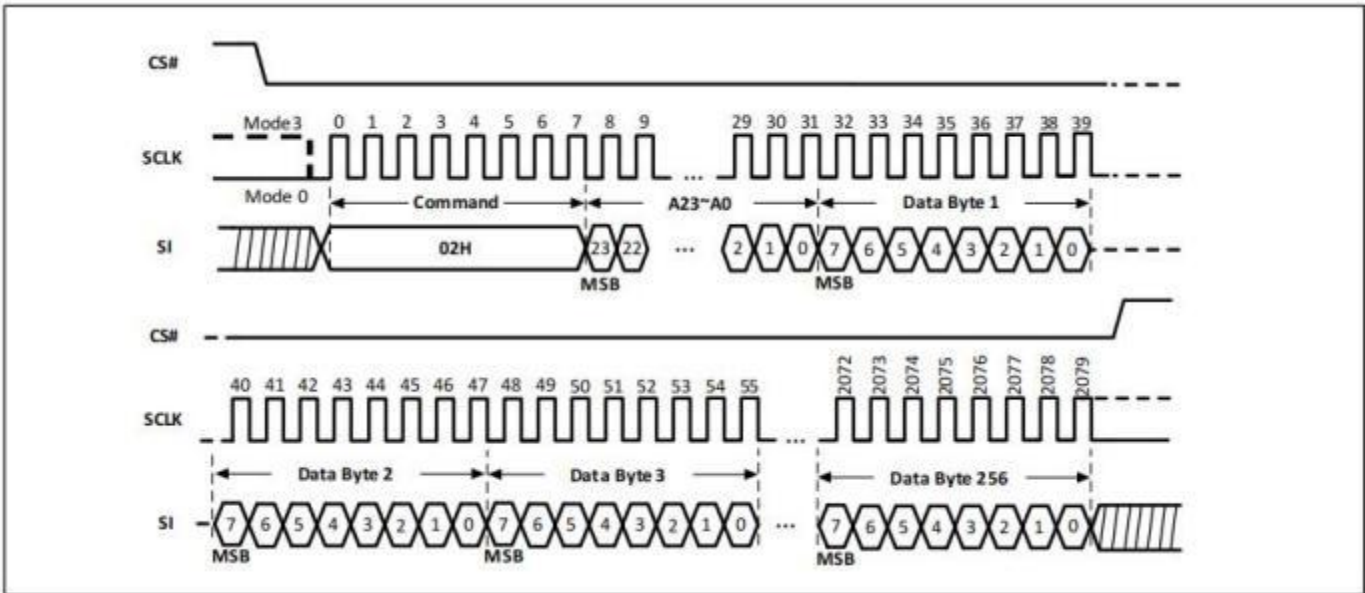 CS#
Mode3 0 1 2 3 4 5 6 7 8 9 29 30 31 32 33 34 35 36 37 38 39
SCLK ...
Mode 0 Command A23~A0 Data Byte 1
SI 02H 23 22 ... 2 1 0 7 6 5 4 3 2 1 0
MSB MSB
CS#
40 41 42 43 44 45 46 47 48 49 50 51 52 53 54 55 2072 2073 2074 2075 2076 2077 2078 2079
SCLK ...
Data Byte 2 Data Byte 3 Data Byte 256
SI 7 6 5 4 3 2 1 0 7 6 5 4 3 2 1 0 ... 7 6 5 4 3 2 1 0
MSB MSB MSB